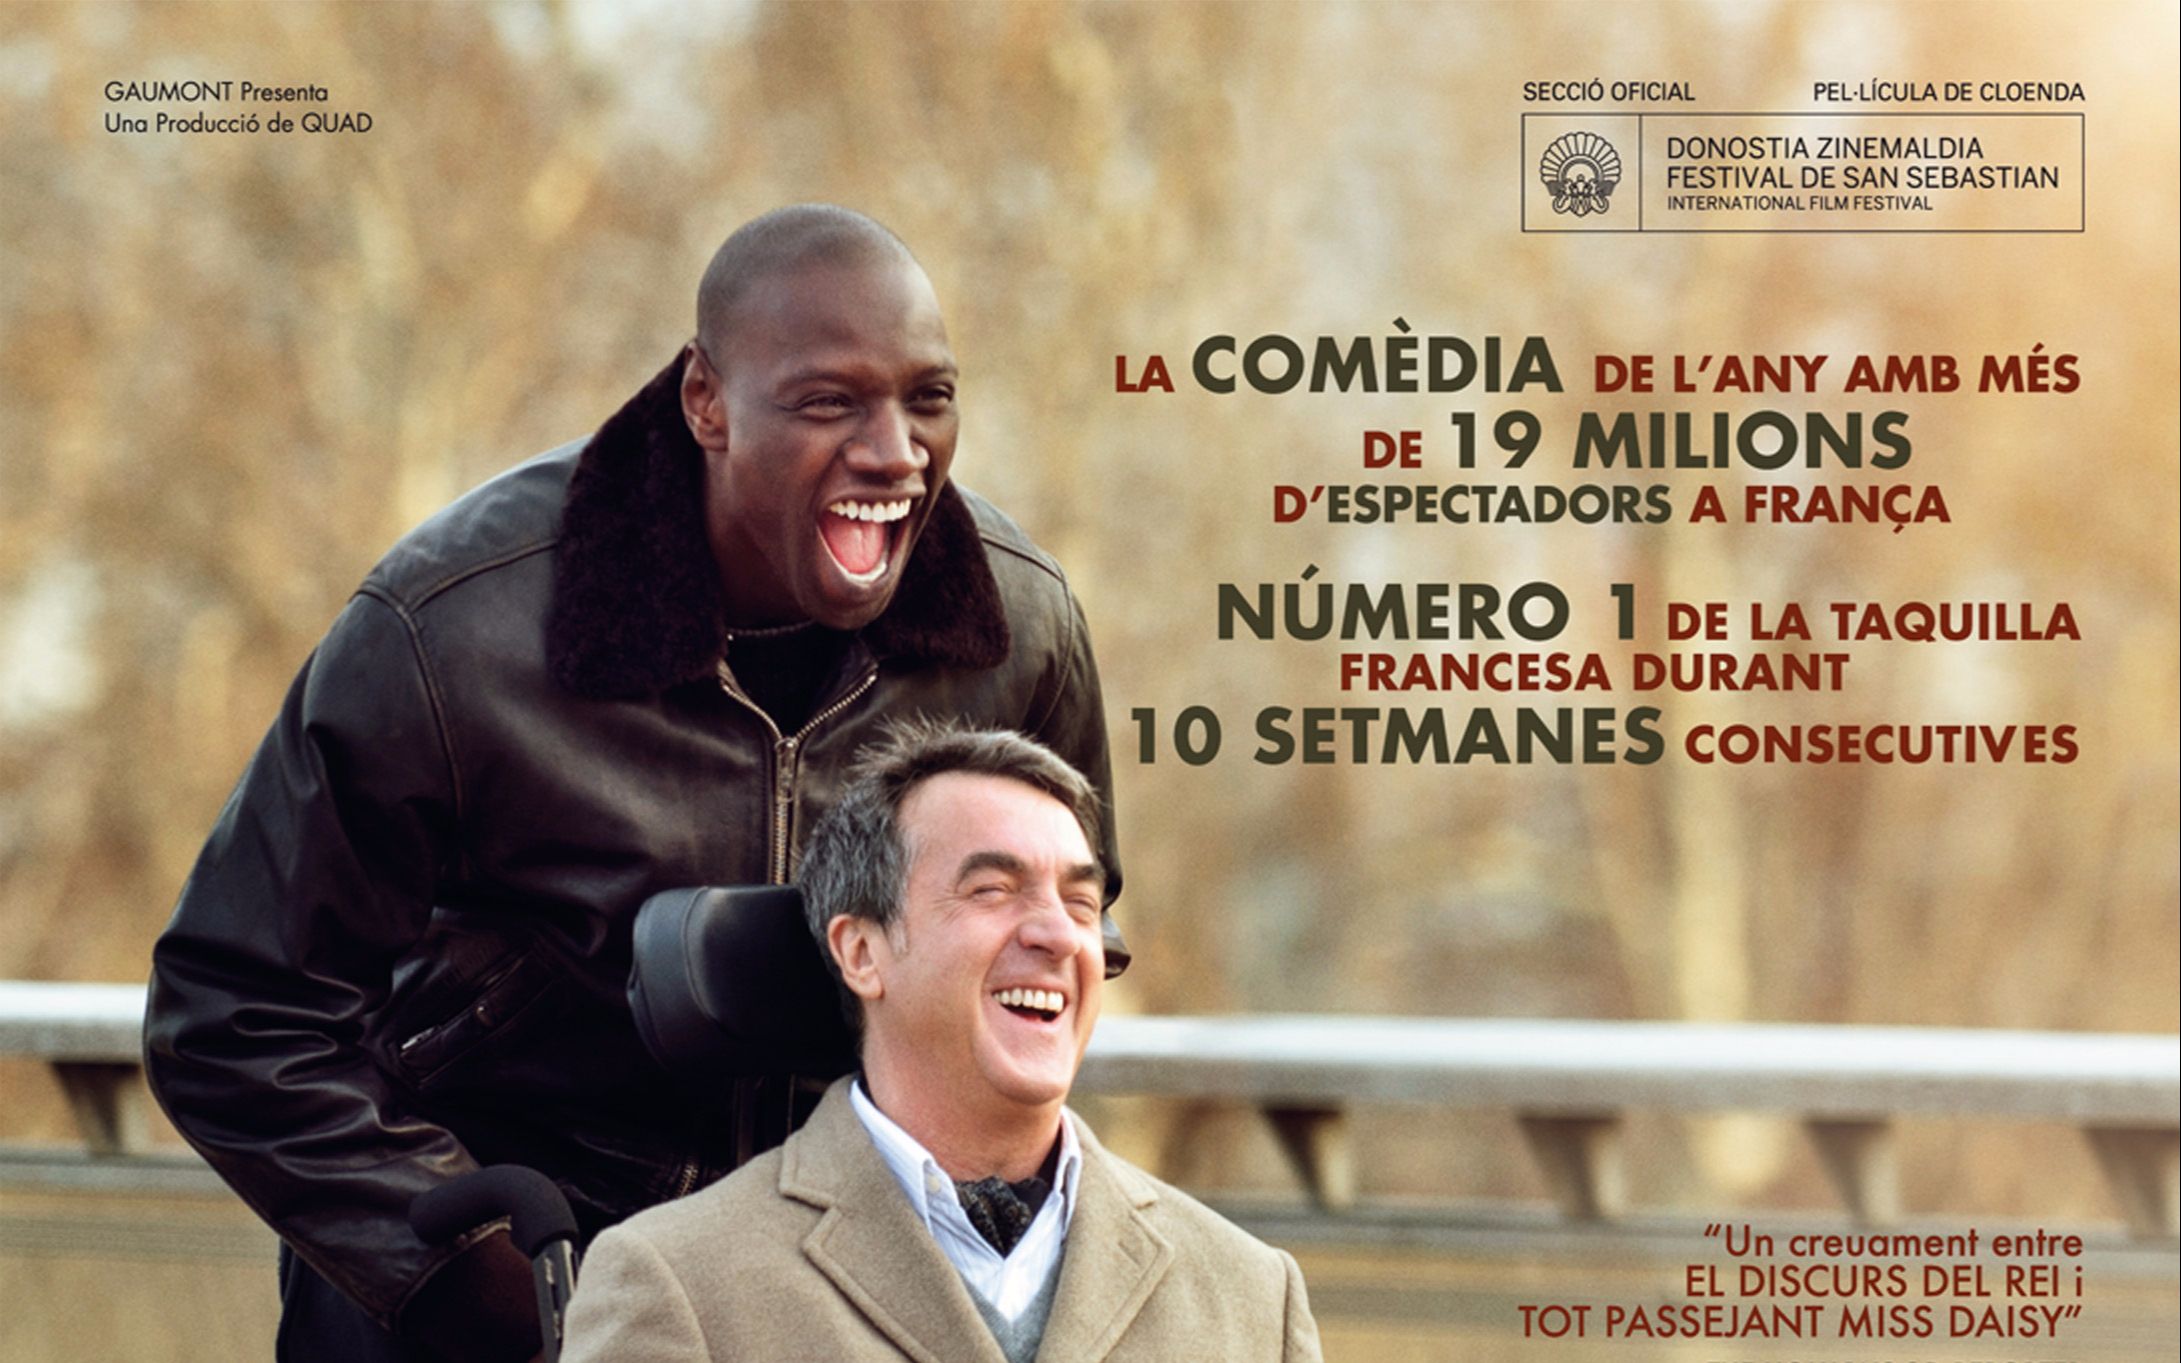 GAUMONT Presenta
Una Producció de QUAD
SECCIÓ OFICIAL PEL·LÍCULA DE CLOENDA
DONOSTIA ZINEMALDIA
FESTIVAL DE SAN SEBASTIAN
INTERNATIONAL FILM FESTIVAL
LA COMÈDIA DE L'ANY AMB MÉS
DE 19 MILIONS
D'ESPECTADORS A FRANÇA
NÚMERO 1 DE LA TAQUILLA
FRANCESA DURANT
10 SETMANES CONSECUTIVES
"Un creuament entre
EL DISCURS DEL REI i
TOT PASSEJANT MISS DAISY"